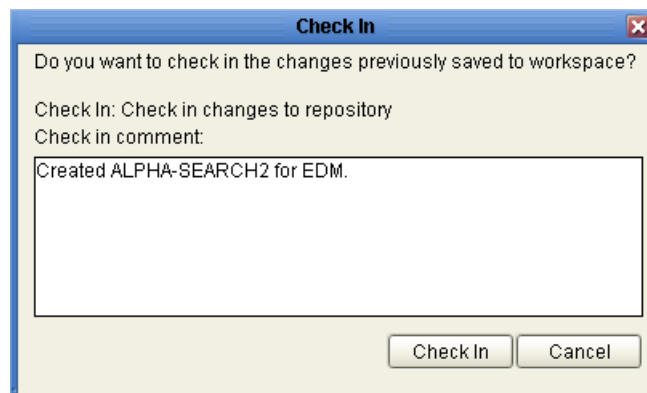 Check In
Do you want to check in the changes previously saved to workspace?
Check In: Check in changes to repository
Check in comment:
Created ALPHA-SEARCH2 for EDM.
Check In Cancel